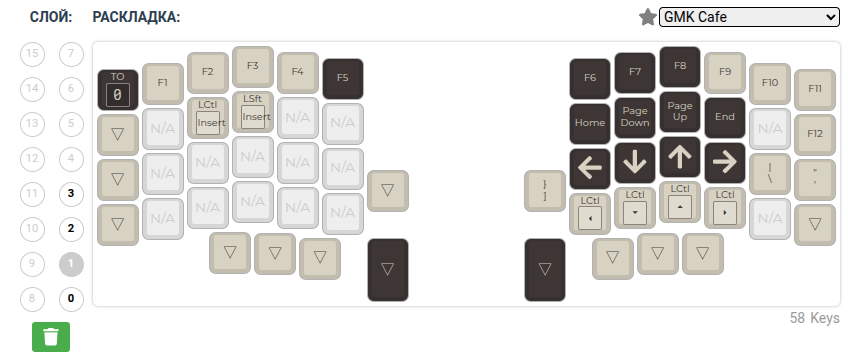 СЛОЙ: РАСКЛАДКА: GMK Cafe
15 7
14 6
13 5
12 4
11 3
10 2
9 1
8 0
TO
0
F1 F2 F3 F4 F5
F6 F7 F8 F9 F10 F11
N/A
LCtl
Insert
LSft
Insert
N/A N/A
Home
Page
Down
Page
Up
End
N/A
F12
N/A N/A N/A N/A N/A
|
\
"
'
N/A N/A N/A N/A N/A
}
]
LCtl LCtl LCtl LCtl
N/A
58 Keys